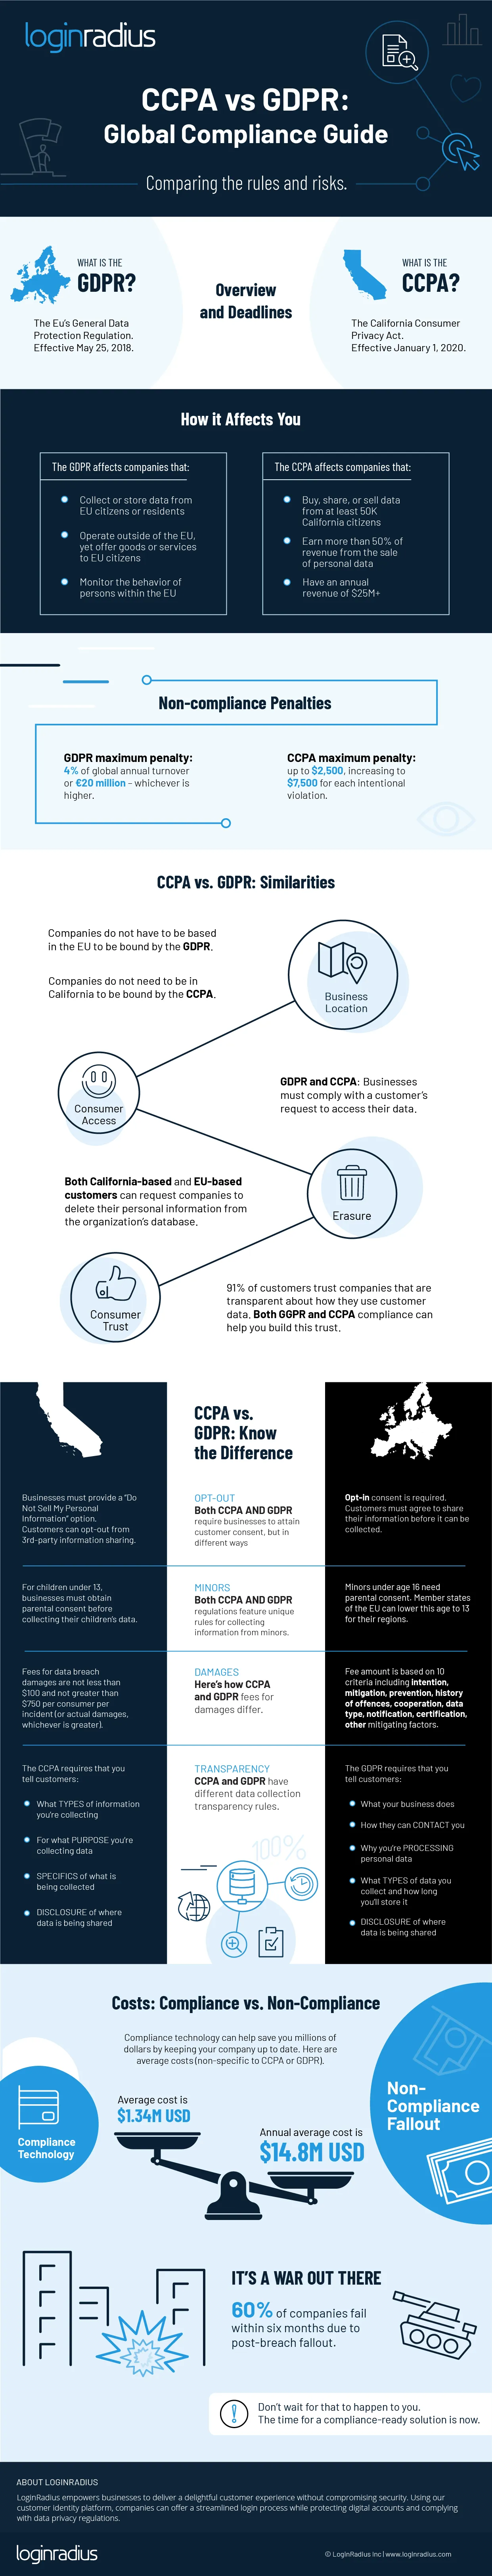 loginradius
CCPA vs GDPR:
Global Compliance Guide
Comparing the rules and risks.
WHAT IS THE
GDPR?
The Eu's General Data
Protection Regulation.
Effective May 25, 2018.
Overview
and Deadlines
WHAT IS THE
CCPA?
The California Consumer
Privacy Act.
Effective January 1, 2020.
How it Affects You
The GDPR affects companies that:
Collect or store data from
EU citizens or residents
Operate outside of the EU,
yet offer goods or services
to EU citizens
Monitor the behavior of
persons within the EU
The CCPA affects companies that:
Buy, share, or sell data
from at least 50K
California citizens
Earn more than 50% of
revenue from the sale
of personal data
Have an annual
revenue of $25M+
Non-compliance Penalties
GDPR maximum penalty:
4% of global annual turnover
or €20 million – whichever is
higher.
CCPA maximum penalty:
up to $2,500, increasing to
$7,500 for each intentional
violation.
CCPA vs. GDPR: Similarities
Companies do not have to be based
in the EU to be bound by the GDPR.
Companies do not need to be in
California to be bound by the CCPA.
Business
Location
Consumer
Access
GDPR and CCPA: Businesses
must comply with a customer's
request to access their data.
Both California-based and EU-based
customers can request companies to
delete their personal information from
the organization's database.
Erasure
Consumer
Trust
91% of customers trust companies that are
transparent about how they use customer
data. Both GGPR and CCPA compliance can
help you build this trust.
CCPA vs.
GDPR: Know
the Difference
Businesses must provide a "Do
Not Sell My Personal
Information" option.
Customers can opt-out from
3rd-party information sharing.
OPT-OUT
Both CCPA AND GDPR
require businesses to attain
customer consent, but in
different ways
Opt-in consent is required.
Customers must agree to share
their information before it can be
collected.
For children under 13,
businesses must obtain
parental consent before
collecting their children's data.
MINORS
Both CCPA AND GDPR
regulations feature unique
rules for collecting
information from minors.
Minors under age 16 need
parental consent. Member states
of the EU can lower this age to 13
for their regions.
Fees for data breach
damages are not less than
$100 and not greater than
$750 per consumer per
incident (or actual damages,
whichever is greater).
DAMAGES
Here's how CCPA
and GDPR fees for
damages differ.
Fee amount is based on 10
criteria including intention,
mitigation, prevention, history
of offences, cooperation, data
type, notification, certification,
other mitigating factors.
The CCPA requires that you
tell customers:
What TYPES of information
you're collecting
For what PURPOSE you're
collecting data
SPECIFICS of what is
being collected
DISCLOSURE of where
data is being shared
TRANSPARENCY
CCPA and GDPR have
different data collection
transparency rules.
100%
The GDPR requires that you
tell customers:
What your business does
How they can CONTACT you
Why you're PROCESSING
personal data
What TYPES of data you
collect and how long
you'll store it
DISCLOSURE of where
data is being shared
Costs: Compliance vs. Non-Compliance
Compliance technology can help save you millions of
dollars by keeping your company up to date. Here are
average costs (non-specific to CCPA or GDPR).
Compliance
Technology
Average cost is
$1.34M USD
Annual average cost is
$14.8M USD
Non-
Compliance
Fallout
IT'S A WAR OUT THERE
60% of companies fail
within six months due to
post-breach fallout.
Don't wait for that to happen to you.
The time for a compliance-ready solution is now.
ABOUT LOGINRADIUS
LoginRadius empowers businesses to deliver a delightful customer experience without compromising security. Using our
customer identity platform, companies can offer a streamlined login process while protecting digital accounts and complying
with data privacy regulations.
loginradius
© LoginRadius Inc | www.loginradius.com